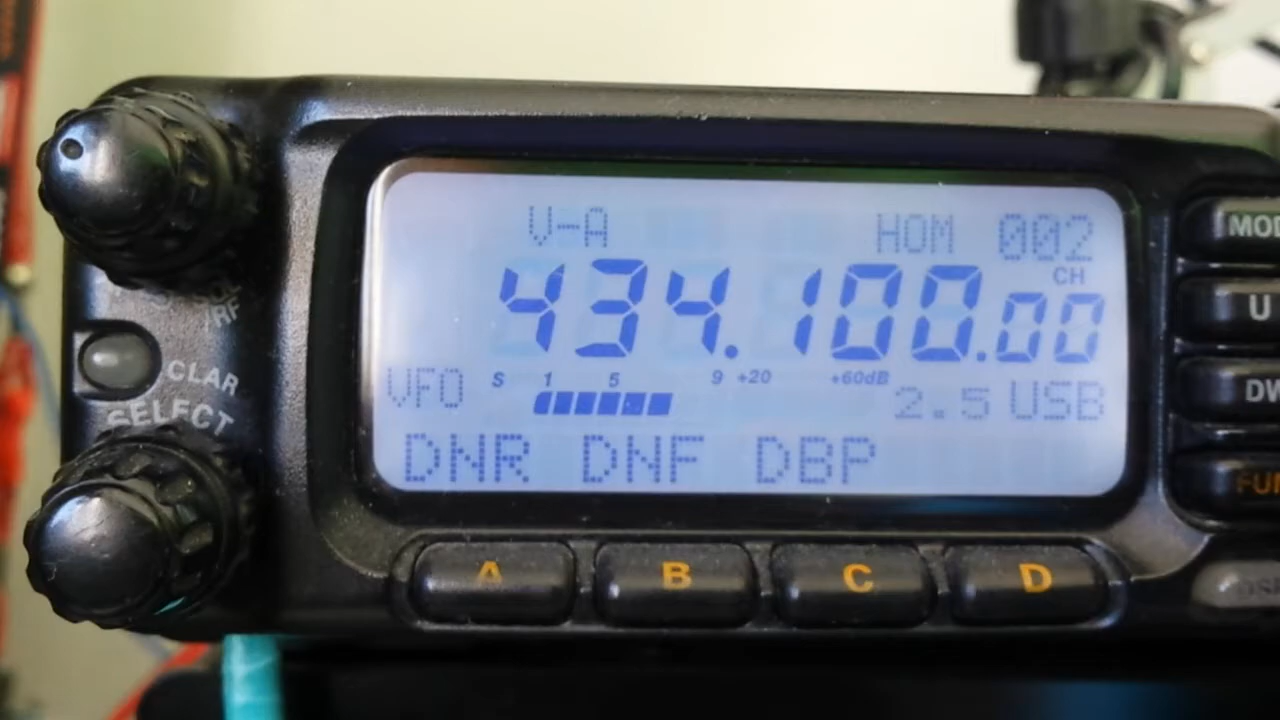 V-A HOM 002
CH
434.100.00
VFO S 1 5 9 +20 +60dB
2.5 USB
DNR DNF DBP
/RF
CLAR
SELECT
A B C D
U